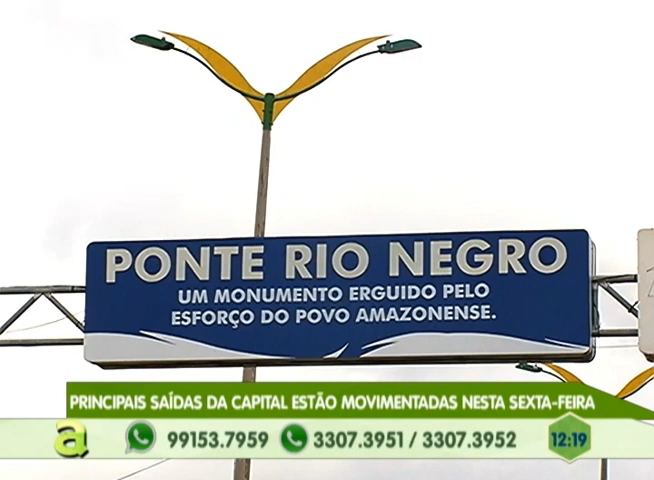 PONTE RIO NEGRO
UM MONUMENTO ERGUIDO PELO
ESFORÇO DO POVO AMAZONENSE.
PRINCIPAIS SAÍDAS DA CAPITAL ESTÃO MOVIMENTADAS NESTA SEXTA-FEIRA
a 99153.7959 3307.3951 / 3307.3952 12:19